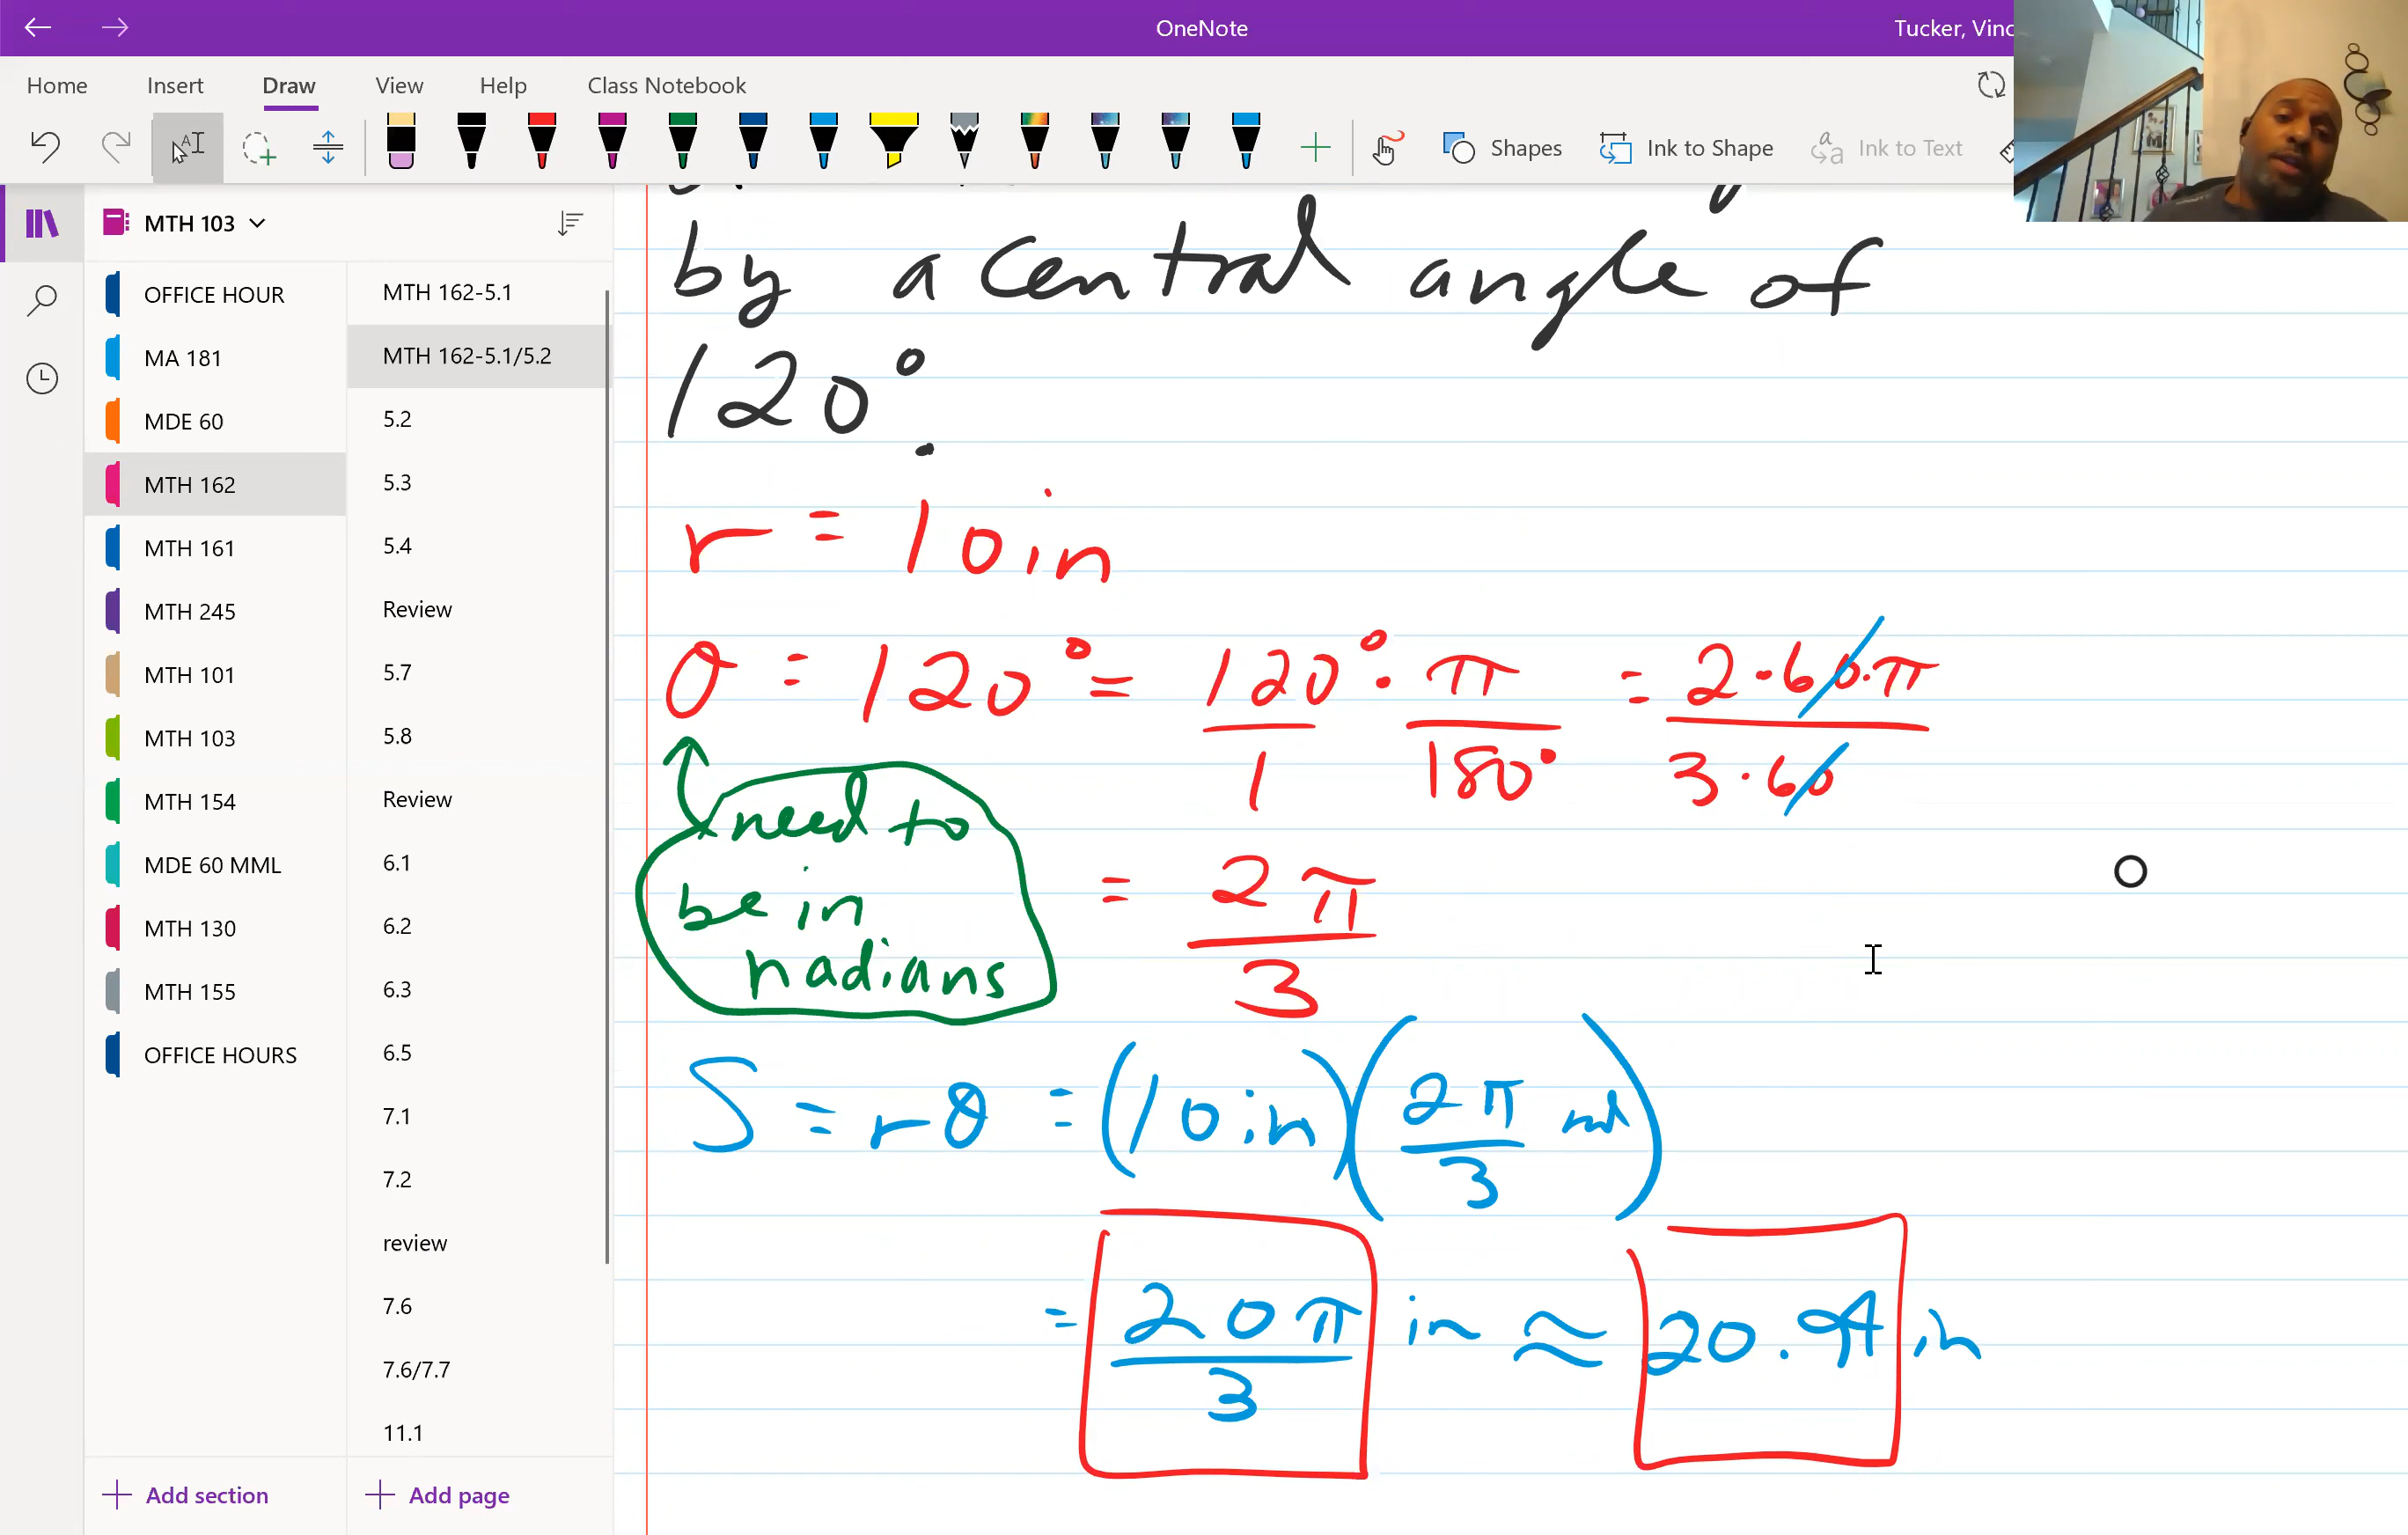 OneNote
Tucker, Vinc
Home Insert Draw View Help Class Notebook
Shapes Ink to Shape Ink to Text
MTH 103
OFFICE HOUR
MA 181
MDE 60
MTH 162
MTH 161
MTH 245
MTH 101
MTH 103
MTH 154
MDE 60 MML
MTH 130
MTH 155
OFFICE HOURS
Add section
MTH 162-5.1
MTH 162-5.1/5.2
5.2
5.3
5.4
Review
5.7
5.8
Review
6.1
6.2
6.3
6.5
7.1
7.2
review
7.6
7.6/7.7
11.1
Add page
by a central angle of
120°.
r = 10in
θ = 120° = 120°/1 · π/180° = 2·60·π/3·60
need to
be in
radians
= 2π/3
S = rθ = (10in)(2π/3 rad)
= 20π/3 in ≈ 20.94 in